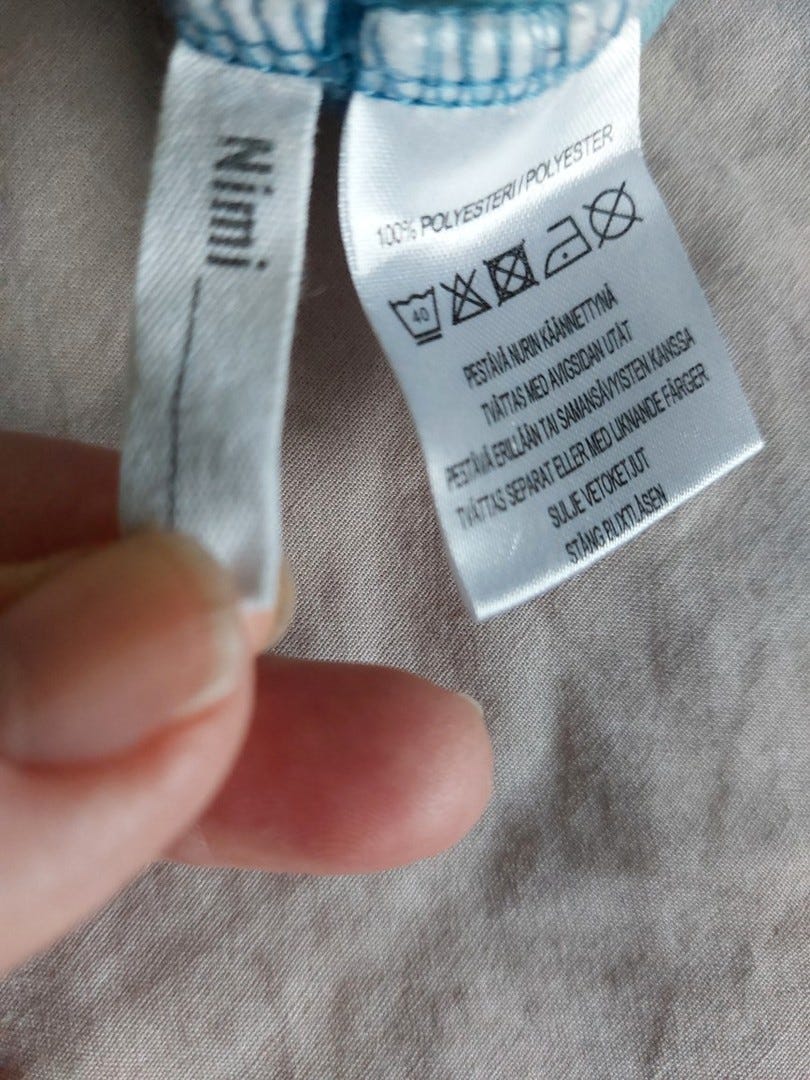 Nimi
100% POLYESTERI / POLYESTER
40
PESTÄVÄ NURIN KÄÄNNETTYNÄ
TVÄTTAS MED AVIGSIDAN UTÅT
PESTÄVÄ ERILLÄÄN TAI SAMANSÄVYISTEN KANSSA
TVÄTTAS SEPARAT ELLER MED LIKNANDE FÄRGER
SULJE VETOKETJUT
STÄNG BLIXTLÅSEN